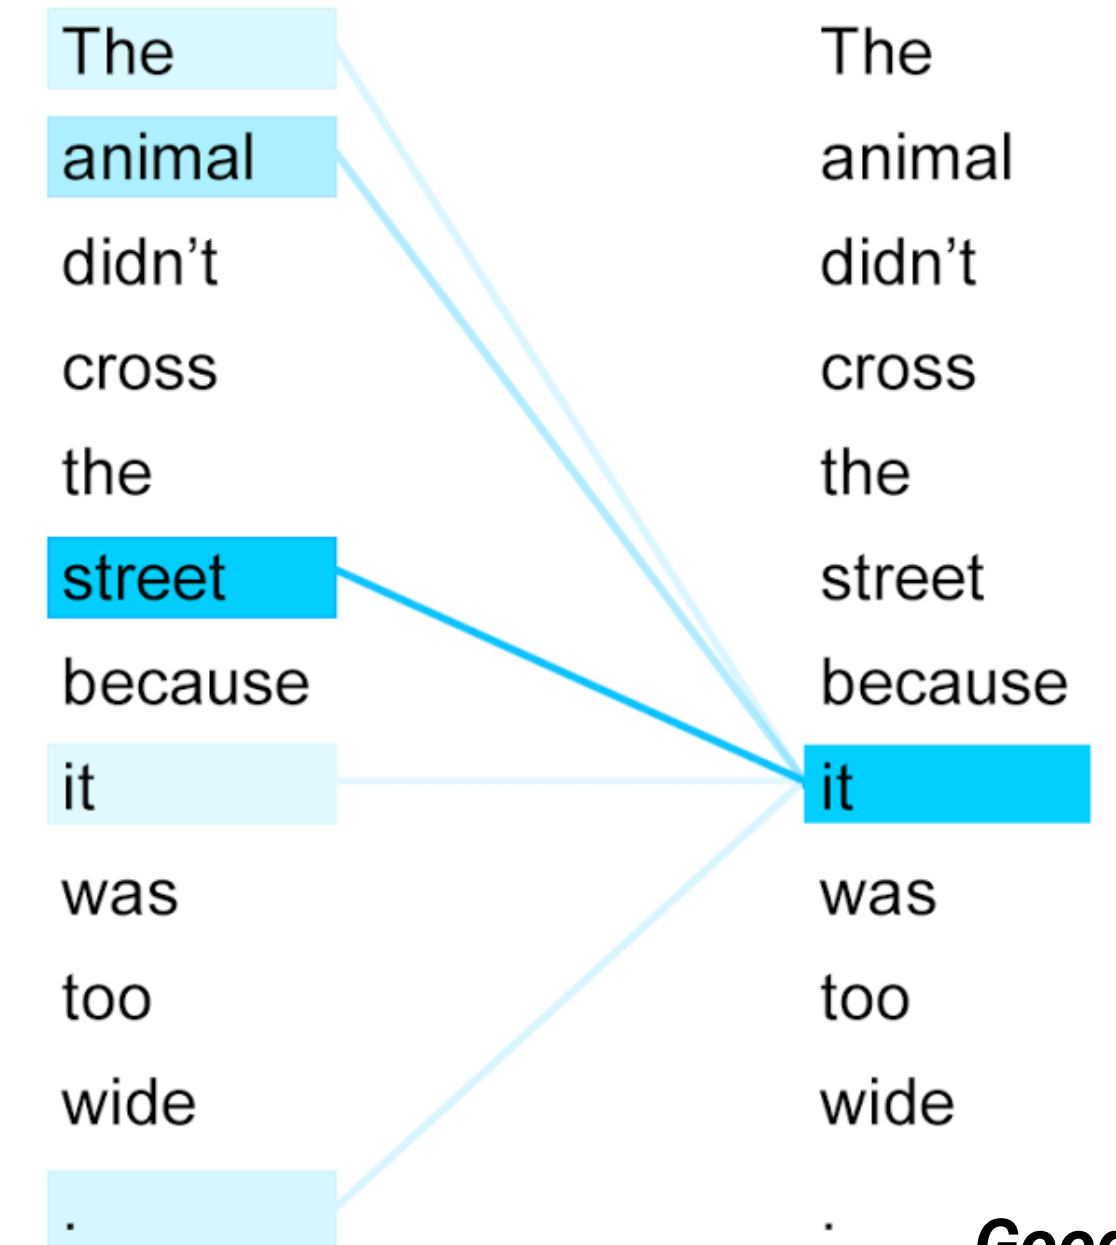 The
animal
didn’t
cross
the
street
because
it
was
too
wide
.
The
animal
didn’t
cross
the
street
because
it
was
too
wide
.